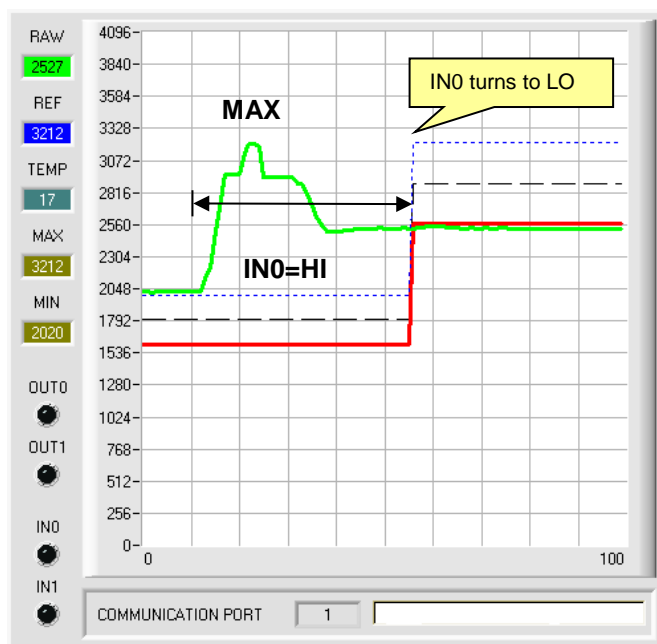 RAW
2527
REF
3212
TEMP
17
MAX
3212
MIN
2020
OUT0
OUT1
IN0
IN1
4096
3840
3584
3328
3072
2816
2560
2304
2048
1792
1536
1280
1024
768
512
256
0
0
100
MAX
IN0=HI
IN0 turns to LO
COMMUNICATION PORT
1